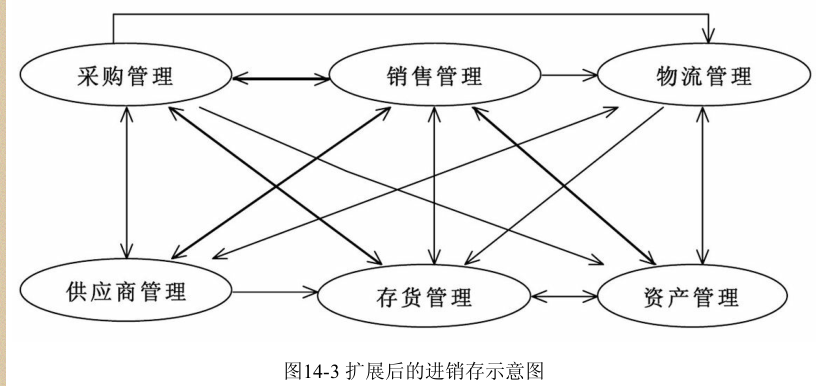 采购管理
销售管理
物流管理
供应商管理
存货管理
资产管理
图14-3 扩展后的进销存示意图